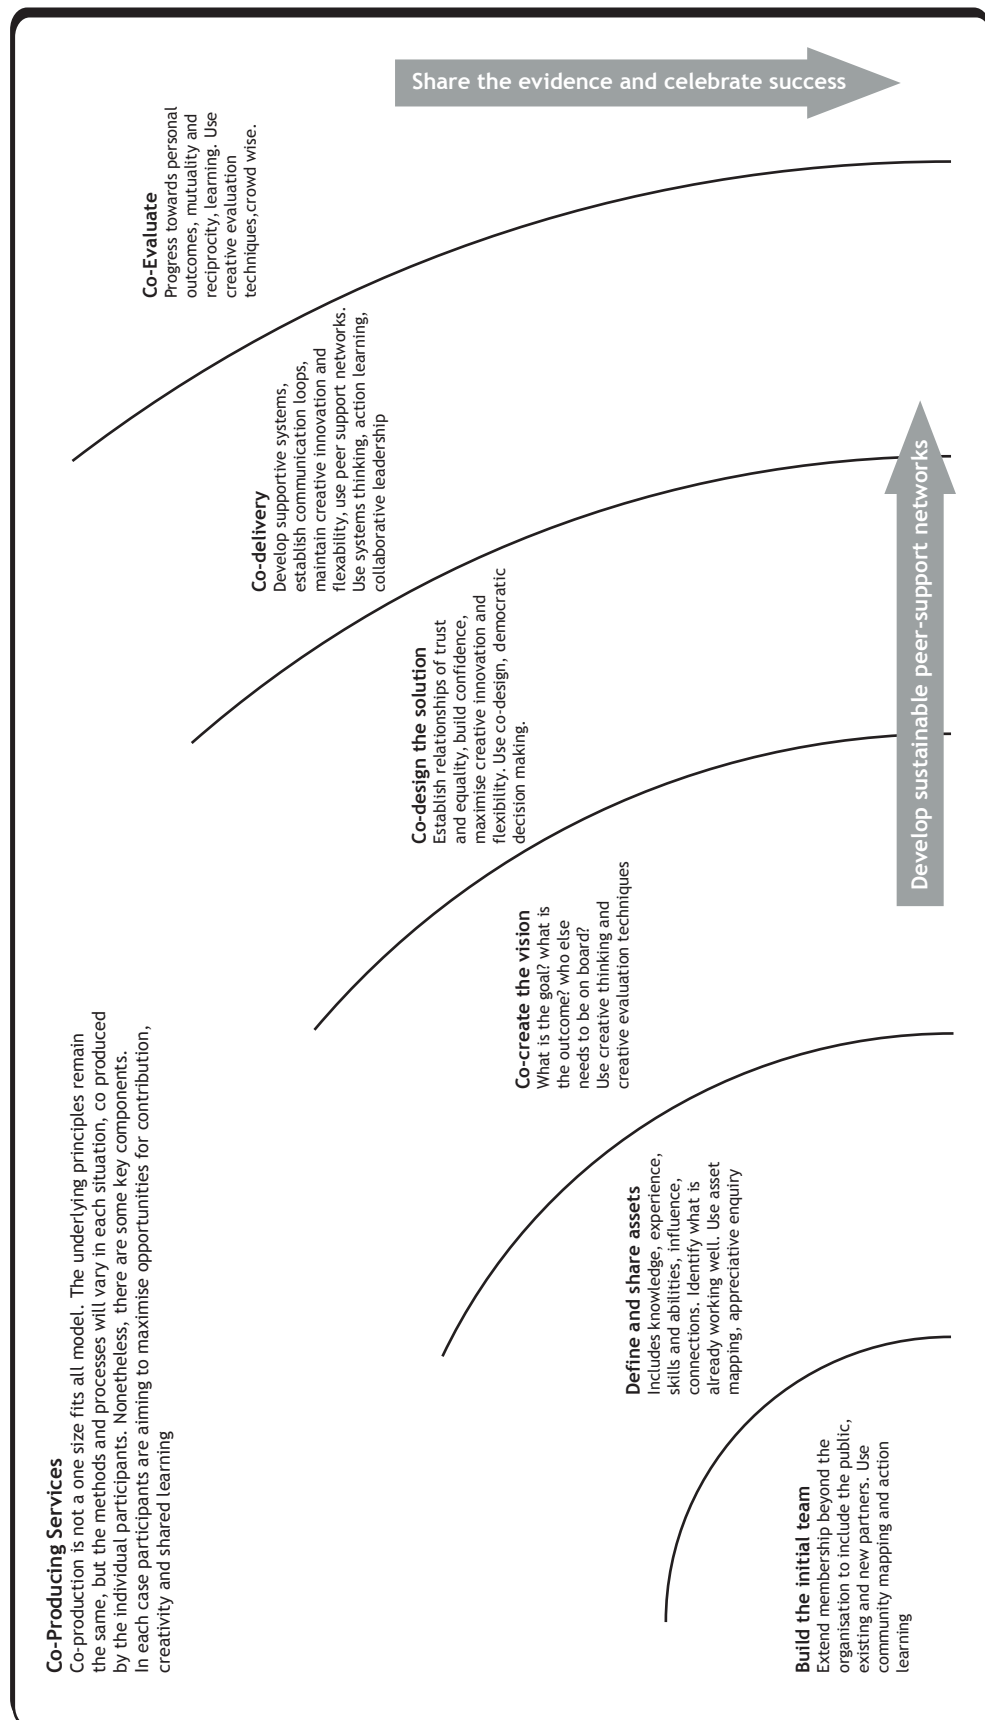 Co-Producing Services
Co-production is not a one size fits all model. The underlying principles remain
the same, but the methods and processes will vary in each situation, co produced
by the individual participants. Nonetheless, there are some key components.
In each case participants are aiming to maximise opportunities for contribution,
creativity and shared learning
Build the initial team
Extend membership beyond the
organisation to include the public,
existing and new partners. Use
community mapping and action
learning
Define and share assets
Includes knowledge, experience,
skills and abilities, influence,
connections. Identify what is
already working well. Use asset
mapping, appreciative enquiry
Co-create the vision
What is the goal? what is
the outcome? who else
needs to be on board?
Use creative thinking and
creative evaluation techniques
Co-design the solution
Establish relationships of trust
and equality, build confidence,
maximise creative innovation and
flexibility. Use co-design, democratic
decision making.
Co-delivery
Develop supportive systems,
establish communication loops,
maintain creative innovation and
flexability, use peer support networks.
Use systems thinking, action learning,
collaborative leadership
Co-Evaluate
Progress towards personal
outcomes, mutuality and
reciprocity, learning. Use
creative evaluation
techniques,crowd wise.
Share the evidence and celebrate success
Develop sustainable peer-support networks